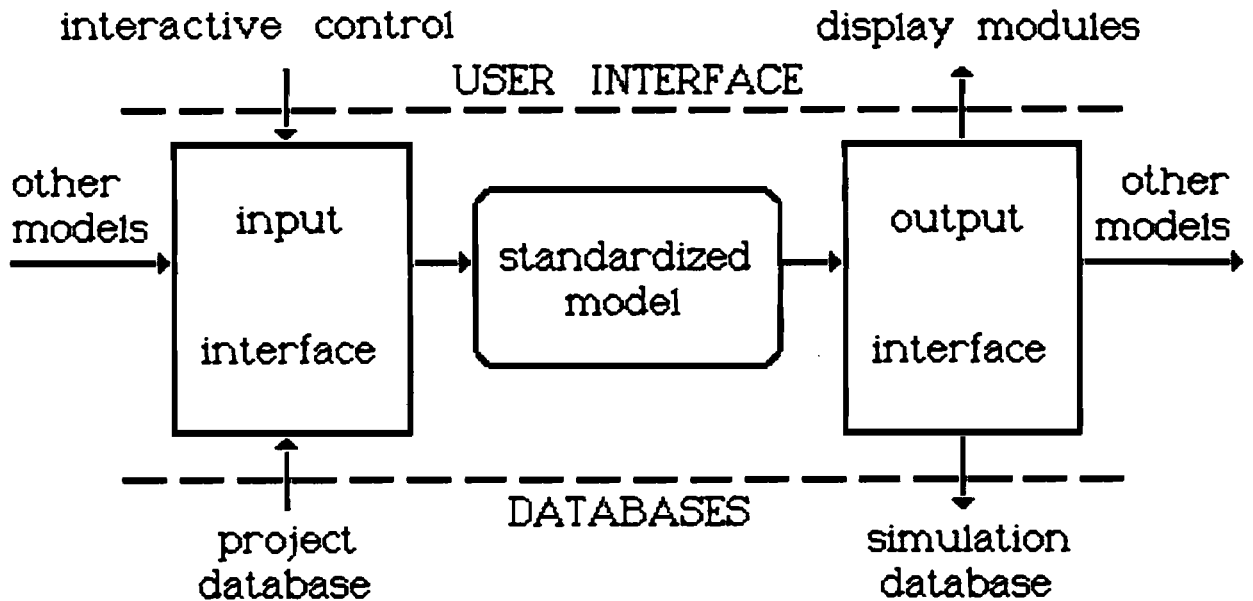 interactive control
display modules
USER INTERFACE
other
models
input
interface
standardized
model
output
interface
other
models
DATABASES
project
database
simulation
database